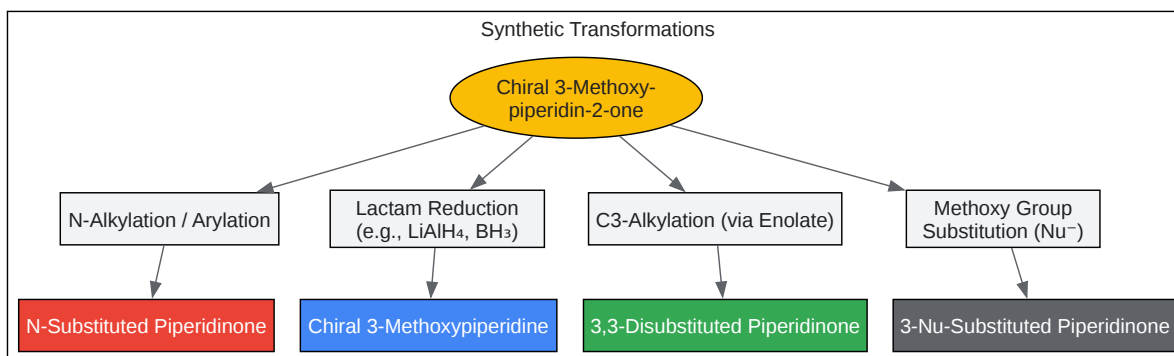 Synthetic Transformations
Chiral 3-Methoxy-
piperidin-2-one
N-Alkylation / Arylation
Lactam Reduction
(e.g., LiAlH₄, BH₃)
C3-Alkylation (via Enolate)
Methoxy Group
Substitution (Nu⁻)
N-Substituted Piperidinone
Chiral 3-Methoxypiperidine
3,3-Disubstituted Piperidinone
3-Nu-Substituted Piperidinone